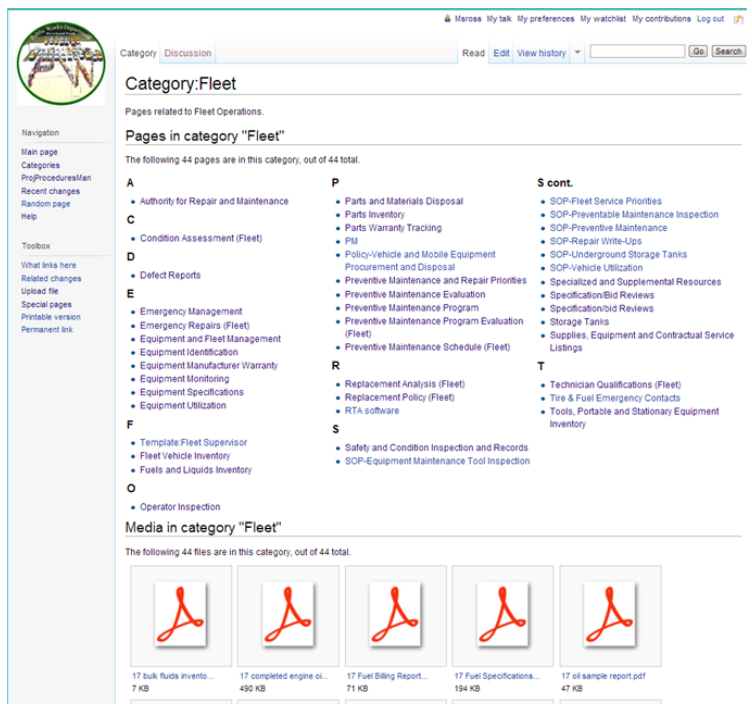 Msross My talk My preferences My watchlist My contributions Log out
Category Discussion Read Edit View history Go Search
Public Works Department
PW
Category:Fleet
Pages related to Fleet Operations.
Navigation
Main page
Categories
ProjProceduresMan
Recent changes
Random page
Help
Toolbox
What links here
Related changes
Upload file
Special pages
Printable version
Permanent link
Pages in category "Fleet"
The following 44 pages are in this category, out of 44 total.
A
Authority for Repair and Maintenance
C
Condition Assessment (Fleet)
D
Defect Reports
E
Emergency Management
Emergency Repairs (Fleet)
Equipment and Fleet Management
Equipment Identification
Equipment Manufacturer Warranty
Equipment Monitoring
Equipment Specifications
Equipment Utilization
F
Template:Fleet Supervisor
Fleet Vehicle Inventory
Fuels and Liquids Inventory
O
Operator Inspection
P
Parts and Materials Disposal
Parts Inventory
Parts Warranty Tracking
PM
Policy-Vehicle and Mobile Equipment
Procurement and Disposal
Preventive Maintenance and Repair Priorities
Preventive Maintenance Evaluation
Preventive Maintenance Program
Preventive Maintenance Program Evaluation
(Fleet)
Preventive Maintenance Schedule (Fleet)
R
Replacement Analysis (Fleet)
Replacement Policy (Fleet)
RTA software
S
Safety and Condition Inspection and Records
SOP-Equipment Maintenance Tool Inspection
S cont.
SOP-Fleet Service Priorities
SOP-Preventable Maintenance Inspection
SOP-Preventive Maintenance
SOP-Repair Write-Ups
SOP-Underground Storage Tanks
SOP-Vehicle Utilization
Specialized and Supplemental Resources
Specification/Bid Reviews
Specification/bid Reviews
Storage Tanks
Supplies, Equipment and Contractual Service
Listings
T
Technician Qualifications (Fleet)
Tire & Fuel Emergency Contacts
Tools, Portable and Stationary Equipment
Inventory
Media in category "Fleet"
The following 44 files are in this category, out of 44 total.
17 bulk fluids invento... 17 completed engine oi... 17 Fuel Billing Report... 17 Fuel Specifications... 17 oil sample report.pdf
7 KB 490 KB 71 KB 194 KB 47 KB